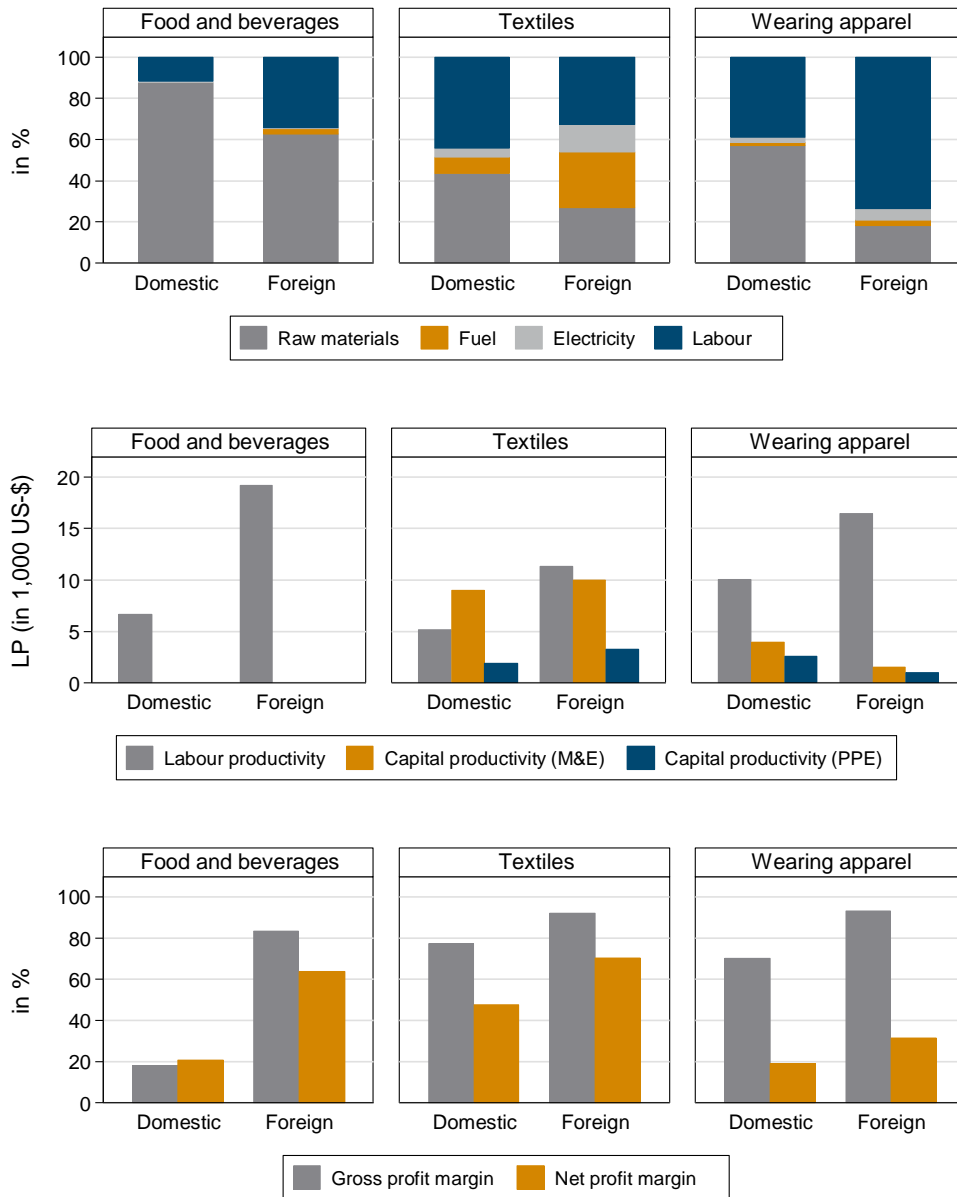 Food and beverages Textiles Wearing apparel
in %
100
80
60
40
20
0
Domestic Foreign Domestic Foreign Domestic Foreign
Raw materials Fuel Electricity Labour
Food and beverages Textiles Wearing apparel
LP (in 1,000 US-$)
20
15
10
5
0
Domestic Foreign Domestic Foreign Domestic Foreign
Labour productivity Capital productivity (M&E) Capital productivity (PPE)
Food and beverages Textiles Wearing apparel
in %
100
80
60
40
20
0
Domestic Foreign Domestic Foreign Domestic Foreign
Gross profit margin Net profit margin